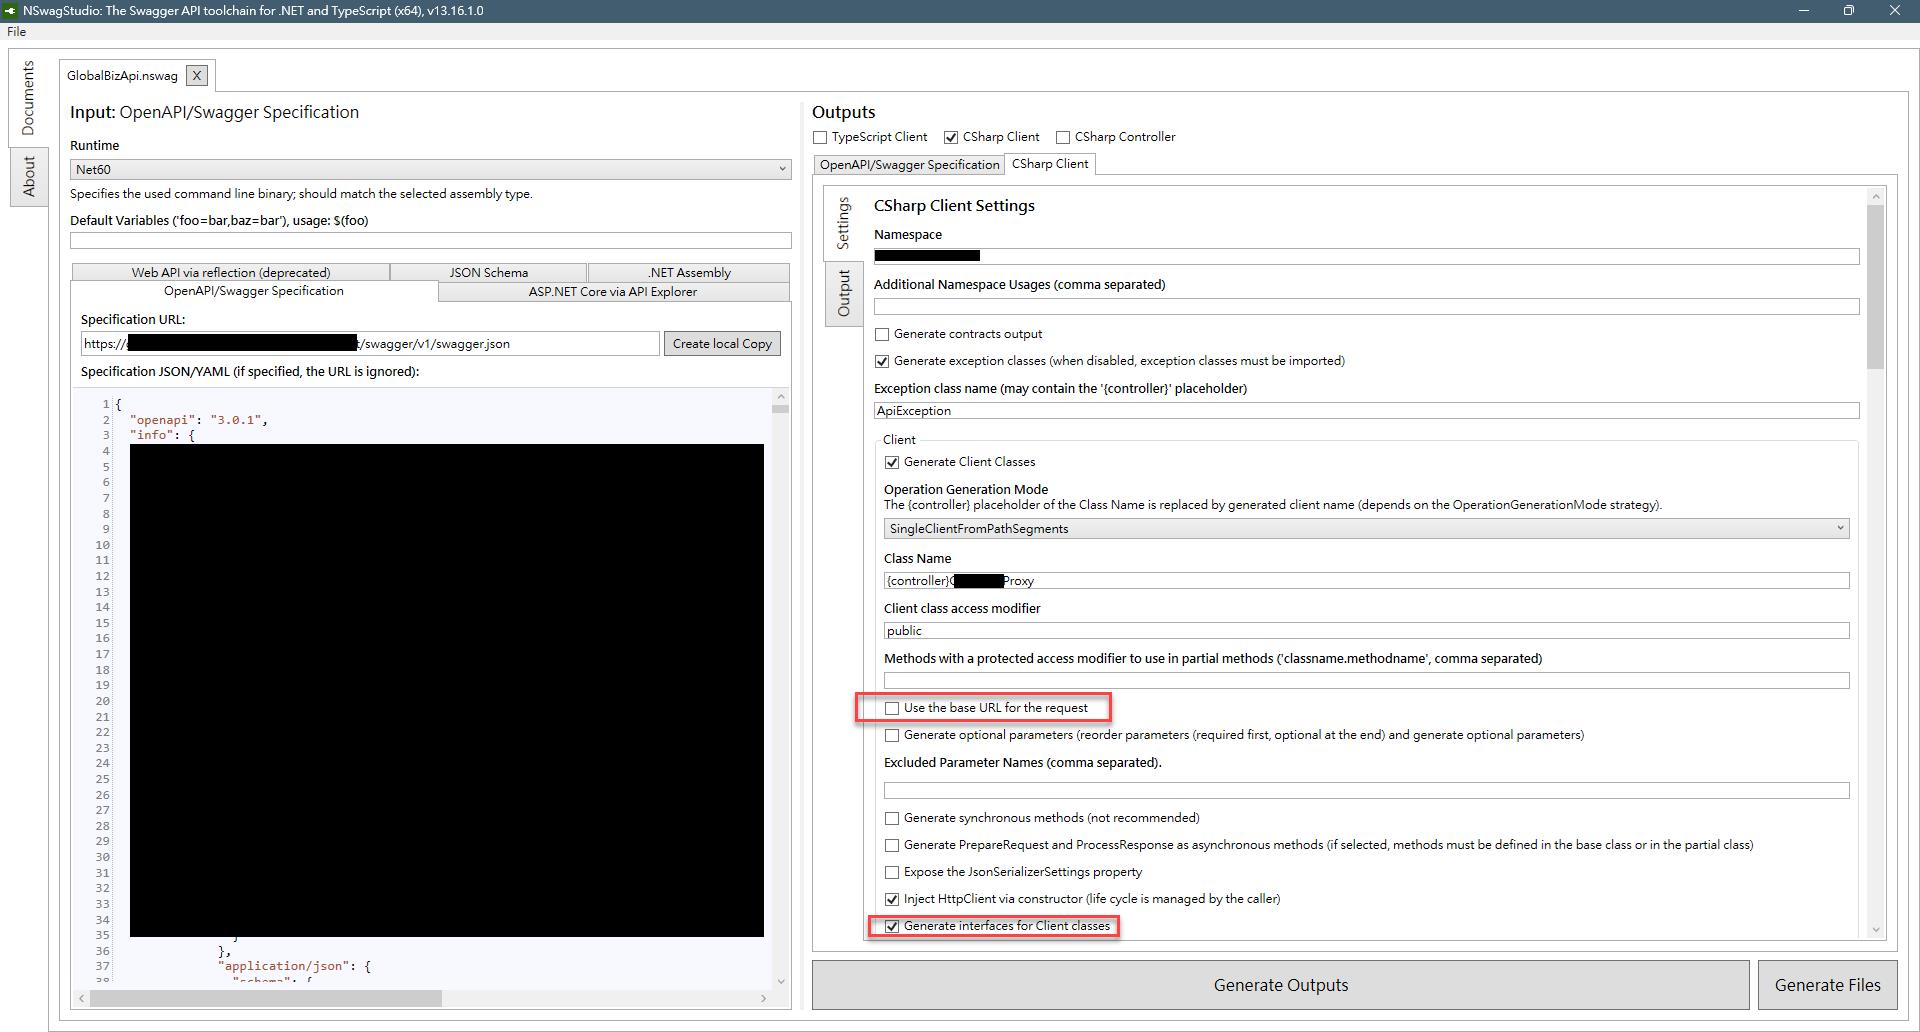 NSwagStudio: The Swagger API toolchain for .NET and TypeScript (x64), v13.16.1.0
File
Documents
About
GlobalBizApi.nswag X
Input: OpenAPI/Swagger Specification
Runtime
Net60
Specifies the used command line binary; should match the selected assembly type.
Default Variables ('foo=bar,baz=bar'), usage: $(foo)
Web API via reflection (deprecated)
JSON Schema
.NET Assembly
OpenAPI/Swagger Specification
ASP.NET Core via API Explorer
Specification URL:
https:// /swagger/v1/swagger.json
Create local Copy
Specification JSON/YAML (if specified, the URL is ignored):
1 {
2 "openapi": "3.0.1",
3 "info": {
4
5
6
7
8
9
10
11
12
13
14
15
16
17
18
19
20
21
22
23
24
25
26
27
28
29
30
31
32
33
34
35 }
36 },
37 "application/json": {
38 "schema": {
Outputs
TypeScript Client
CSharp Client
CSharp Controller
OpenAPI/Swagger Specification
CSharp Client
Settings
Output
CSharp Client Settings
Namespace
Additional Namespace Usages (comma separated)
Generate contracts output
Generate exception classes (when disabled, exception classes must be imported)
Exception class name (may contain the '{controller}' placeholder)
ApiException
Client
Generate Client Classes
Operation Generation Mode
The {controller} placeholder of the Class Name is replaced by generated client name (depends on the OperationGenerationMode strategy).
SingleClientFromPathSegments
Class Name
{controller} Proxy
Client class access modifier
public
Methods with a protected access modifier to use in partial methods ('classname.methodname', comma separated)
Use the base URL for the request
Generate optional parameters (reorder parameters (required first, optional at the end) and generate optional parameters)
Excluded Parameter Names (comma separated).
Generate synchronous methods (not recommended)
Generate PrepareRequest and ProcessResponse as asynchronous methods (if selected, methods must be defined in the base class or in the partial class)
Expose the JsonSerializerSettings property
Inject HttpClient via constructor (life cycle is managed by the caller)
Generate interfaces for Client classes
Generate Outputs
Generate Files